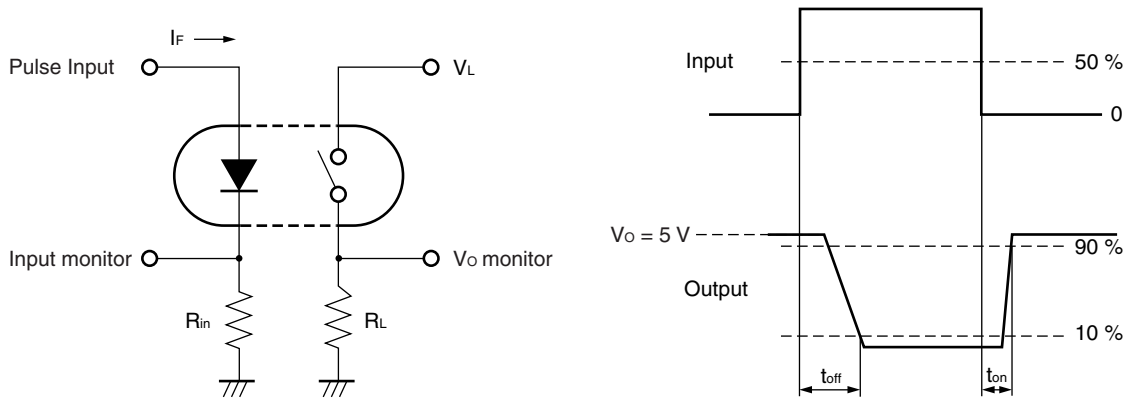 IF
Pulse Input
VL
Input monitor
VO monitor
Rin
RL
Input
50 %
0
VO = 5 V
90 %
Output
10 %
toff
ton